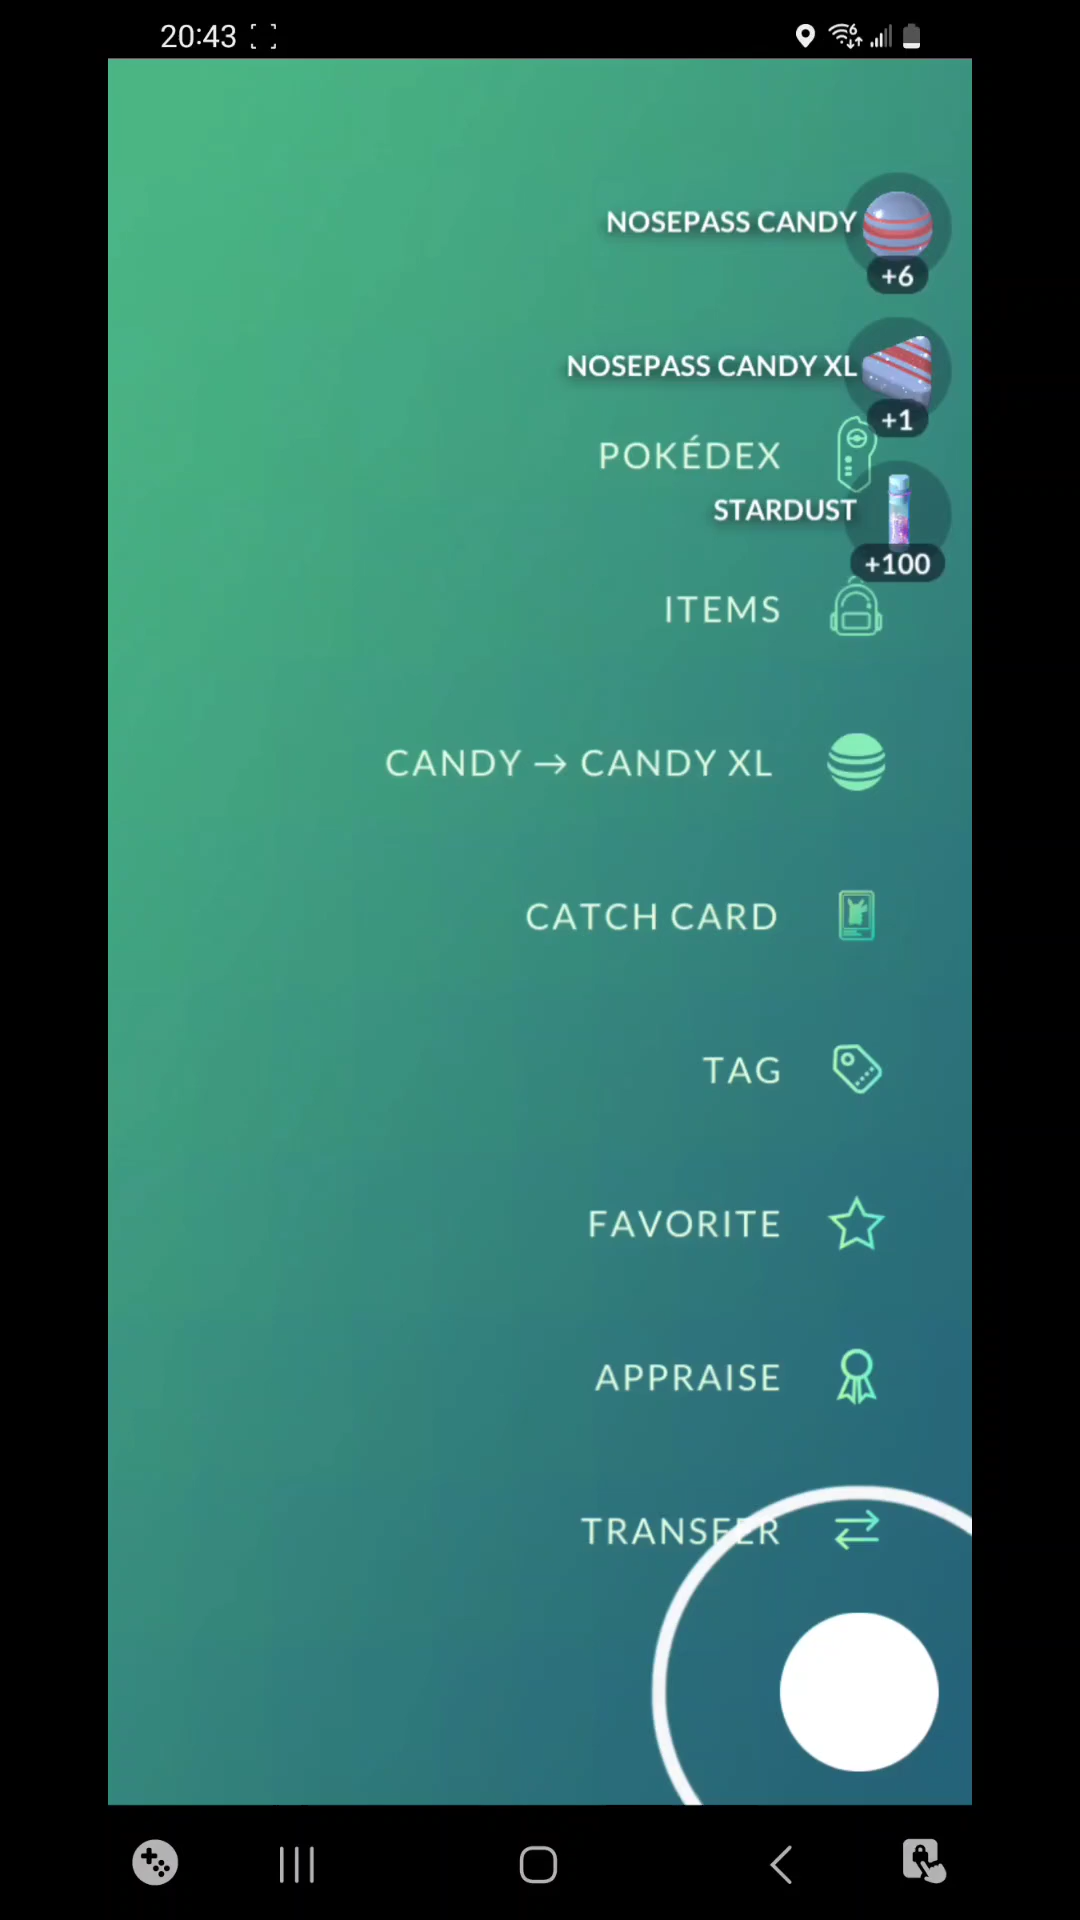 20:43
NOSEPASS CANDY
+6
NOSEPASS CANDY XL
+1
POKÉDEX
STARDUST
+100
ITEMS
CANDY → CANDY XL
CATCH CARD
TAG
FAVORITE
APPRAISE
TRANSFER